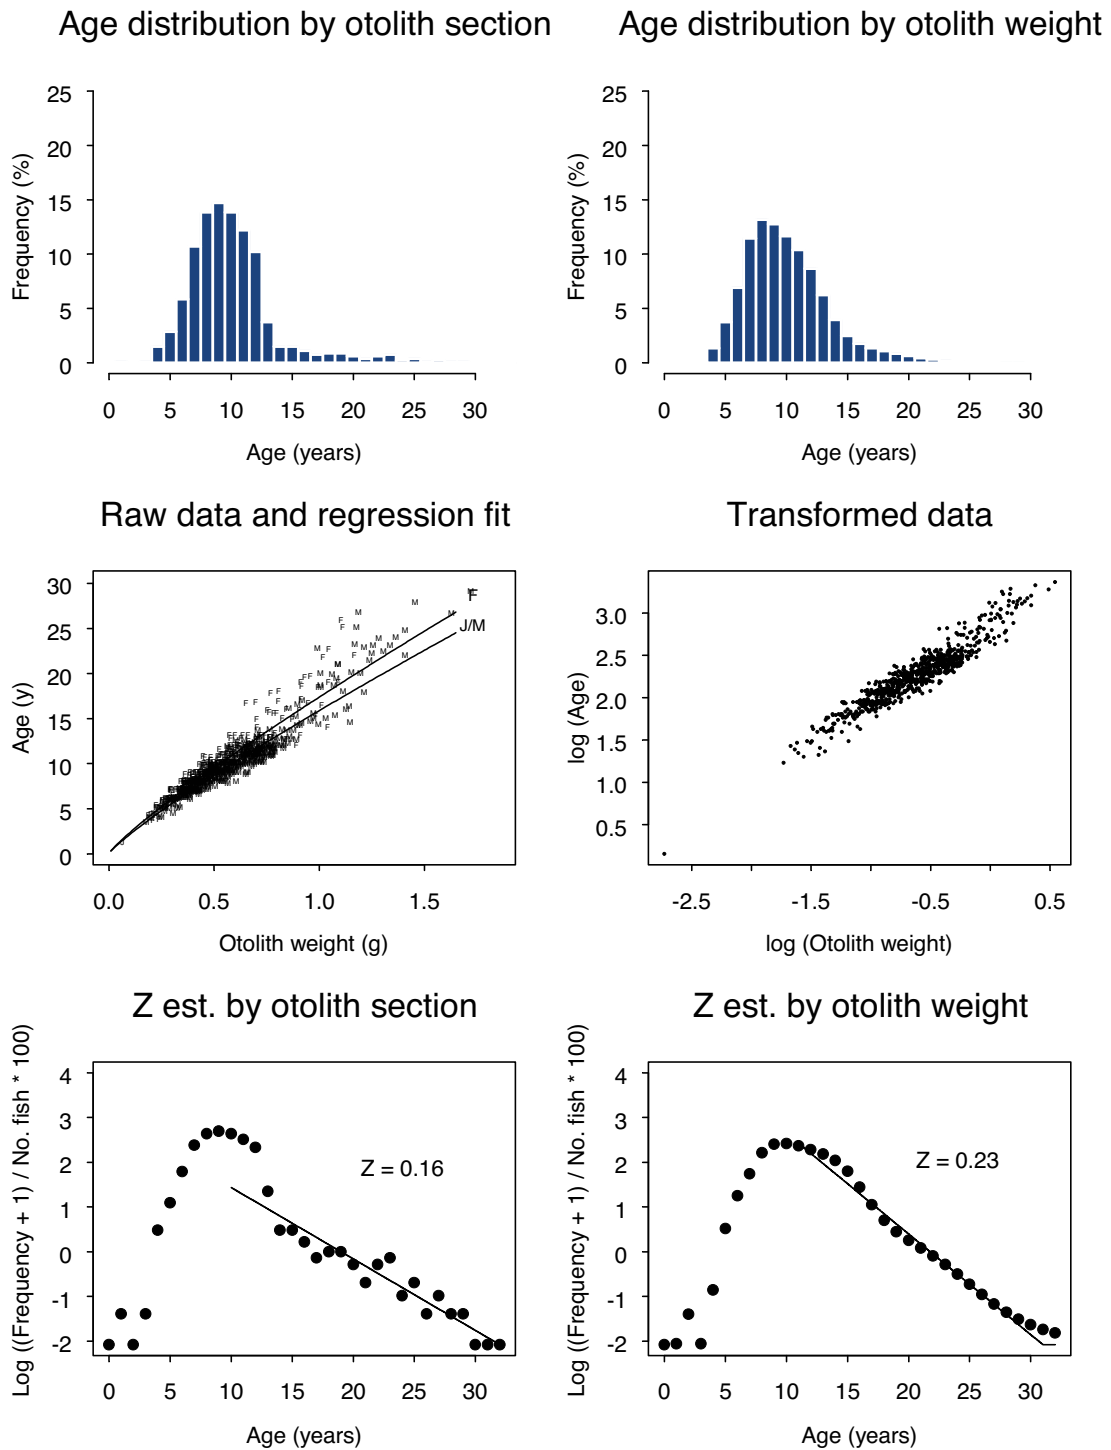 Age distribution by otolith section
Age distribution by otolith weight
Frequency (%)
25
20
15
10
5
0
0 5 10 15 20 25 30
Age (years)
Frequency (%)
25
20
15
10
5
0
0 5 10 15 20 25 30
Age (years)
Raw data and regression fit
Transformed data
Age (y)
30
25
20
15
10
5
0
F
J/M
0.0 0.5 1.0 1.5
Otolith weight (g)
log (Age)
3.0
2.5
2.0
1.5
1.0
0.5
-2.5 -1.5 -0.5 0.5
log (Otolith weight)
Z est. by otolith section
Z est. by otolith weight
Log ((Frequency + 1) / No. fish * 100)
4
3
2
1
0
-1
-2
Z = 0.16
0 5 10 15 20 25 30
Age (years)
Log ((Frequency + 1) / No. fish * 100)
4
3
2
1
0
-1
-2
Z = 0.23
0 5 10 15 20 25 30
Age (years)